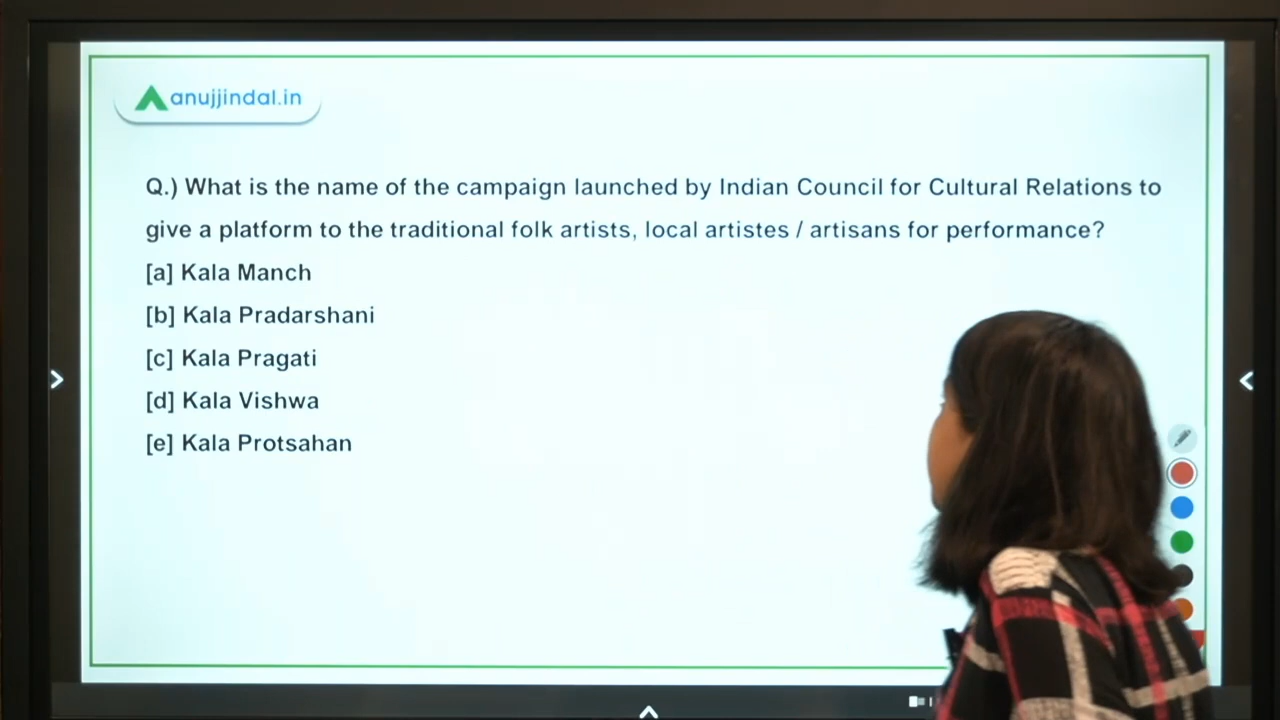 anujjindal.in
Q.) What is the name of the campaign launched by Indian Council for Cultural Relations to
give a platform to the traditional folk artists, local artistes / artisans for performance?
[a] Kala Manch
[b] Kala Pradarshani
[c] Kala Pragati
[d] Kala Vishwa
[e] Kala Protsahan